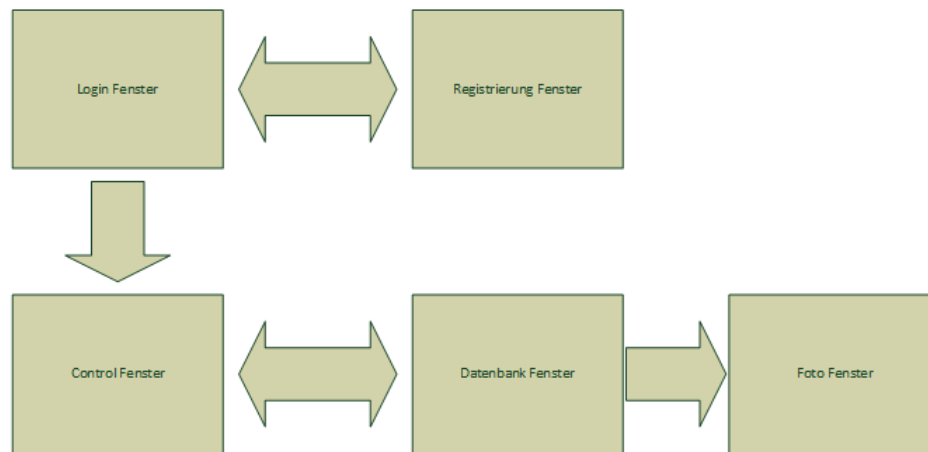 Login Fenster
Registrierung Fenster
Control Fenster
Datenbank Fenster
Foto Fenster